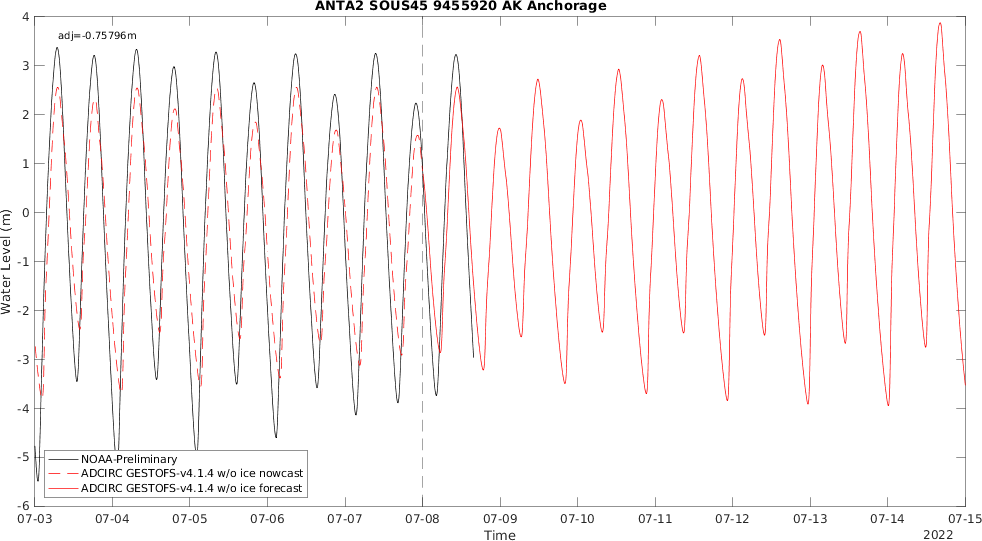 ANTA2 SOUS45 9455920 AK Anchorage
adj=-0.75796m
4
3
2
1
0
-1
-2
-3
-4
-5
-6
Water Level (m)
NOAA-Preliminary
ADCIRC GESTOFS-v4.1.4 w/o ice nowcast
ADCIRC GESTOFS-v4.1.4 w/o ice forecast
07-03 07-04 07-05 07-06 07-07 07-08 07-09 07-10 07-11 07-12 07-13 07-14 07-15
Time
2022